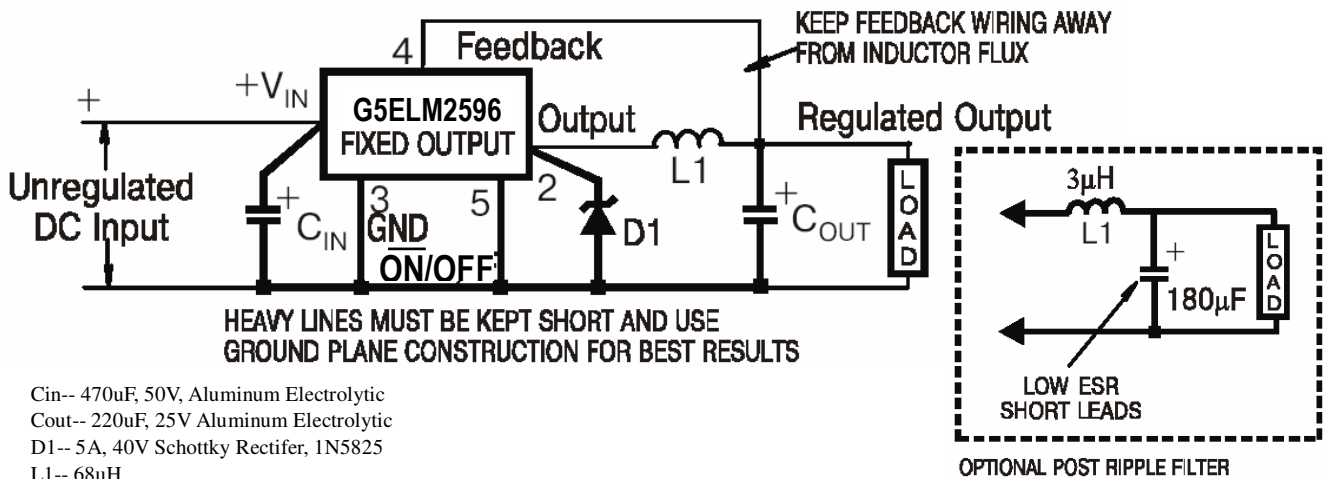 KEEP FEEDBACK WIRING AWAY
FROM INDUCTOR FLUX
4
Feedback
+VIN
G5ELM2596
FIXED OUTPUT
Output
Regulated Output
+
L1
Unregulated
DC Input
+
CIN
3
GND
5
ON/OFF
2
D1
+
COUT
LOAD
3μH
L1
+
180μF
LOAD
LOW ESR
SHORT LEADS
OPTIONAL POST RIPPLE FILTER
HEAVY LINES MUST BE KEPT SHORT AND USE
GROUND PLANE CONSTRUCTION FOR BEST RESULTS
Cin-- 470uF, 50V, Aluminum Electrolytic
Cout-- 220uF, 25V Aluminum Electrolytic
D1-- 5A, 40V Schottky Rectifer, 1N5825
L1-- 68uH